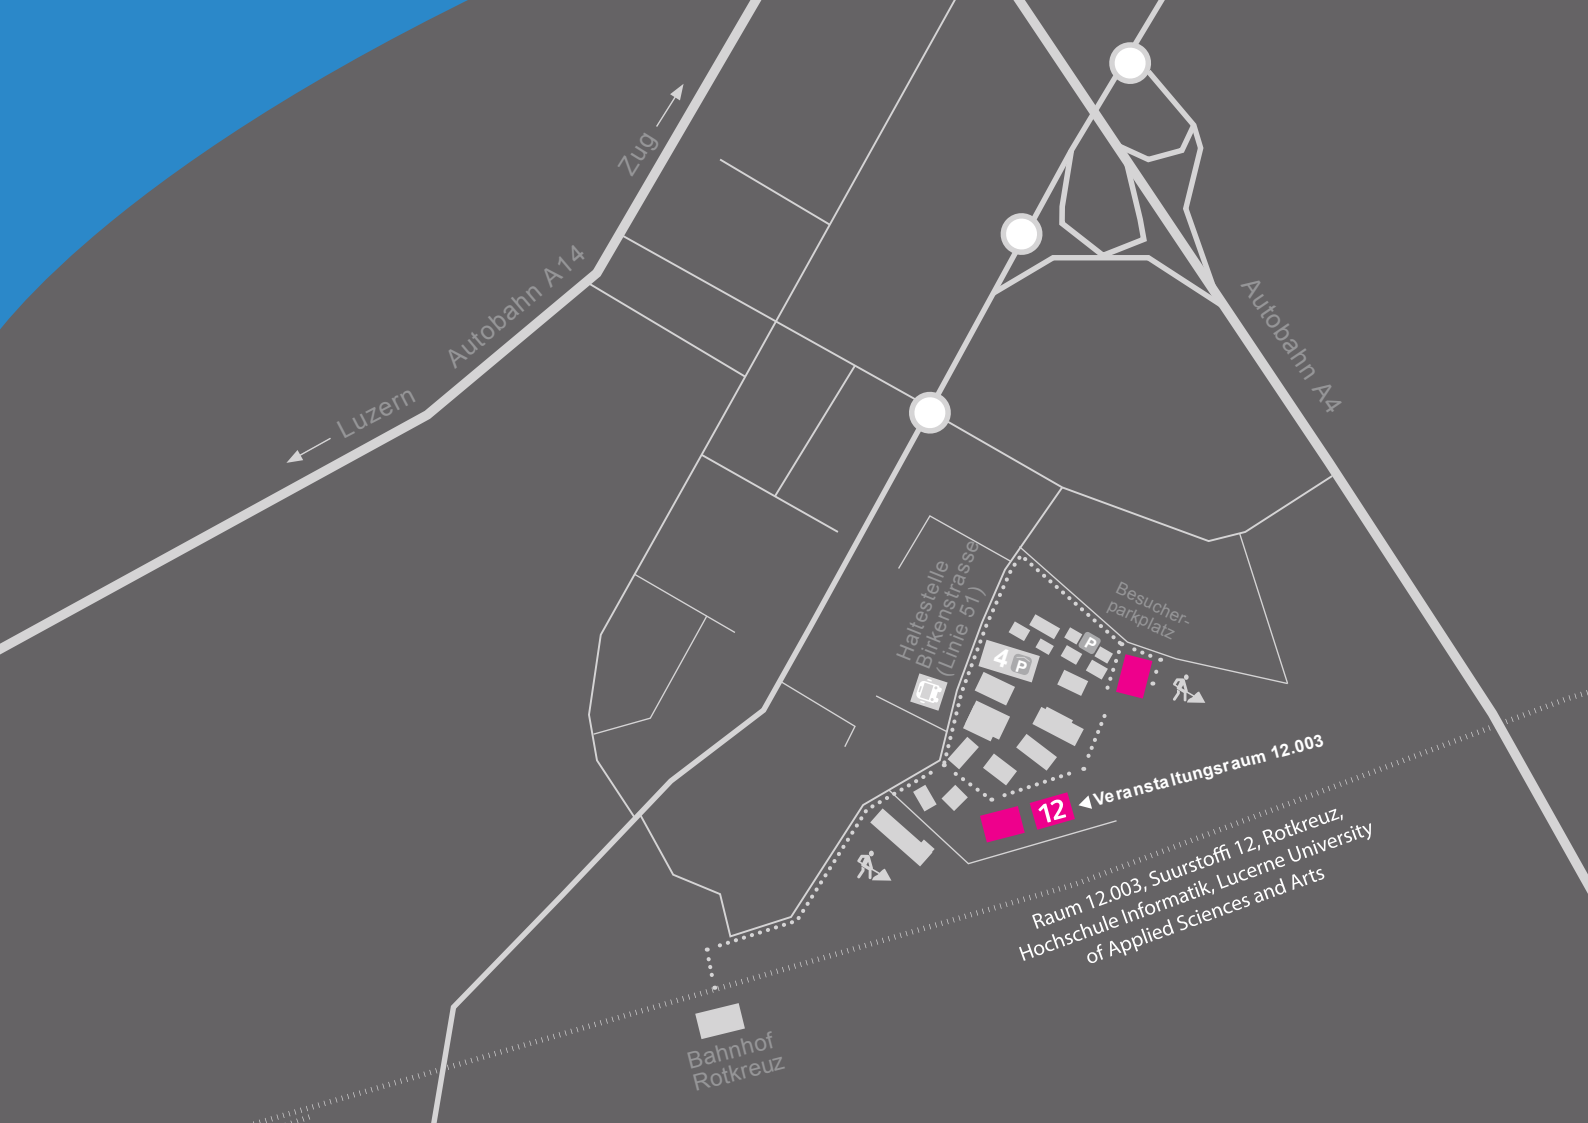 Zug
Autobahn A14
Luzern
Autobahn A4
Haltestelle
Birkenstrasse
(Linie 51)
Besucher-
parkplatz
P
4 P
Veranstaltungsraum 12.003
12
Raum 12.003, Suurstoffi 12, Rotkreuz,
Hochschule Informatik, Lucerne University
of Applied Sciences and Arts
Bahnhof
Rotkreuz